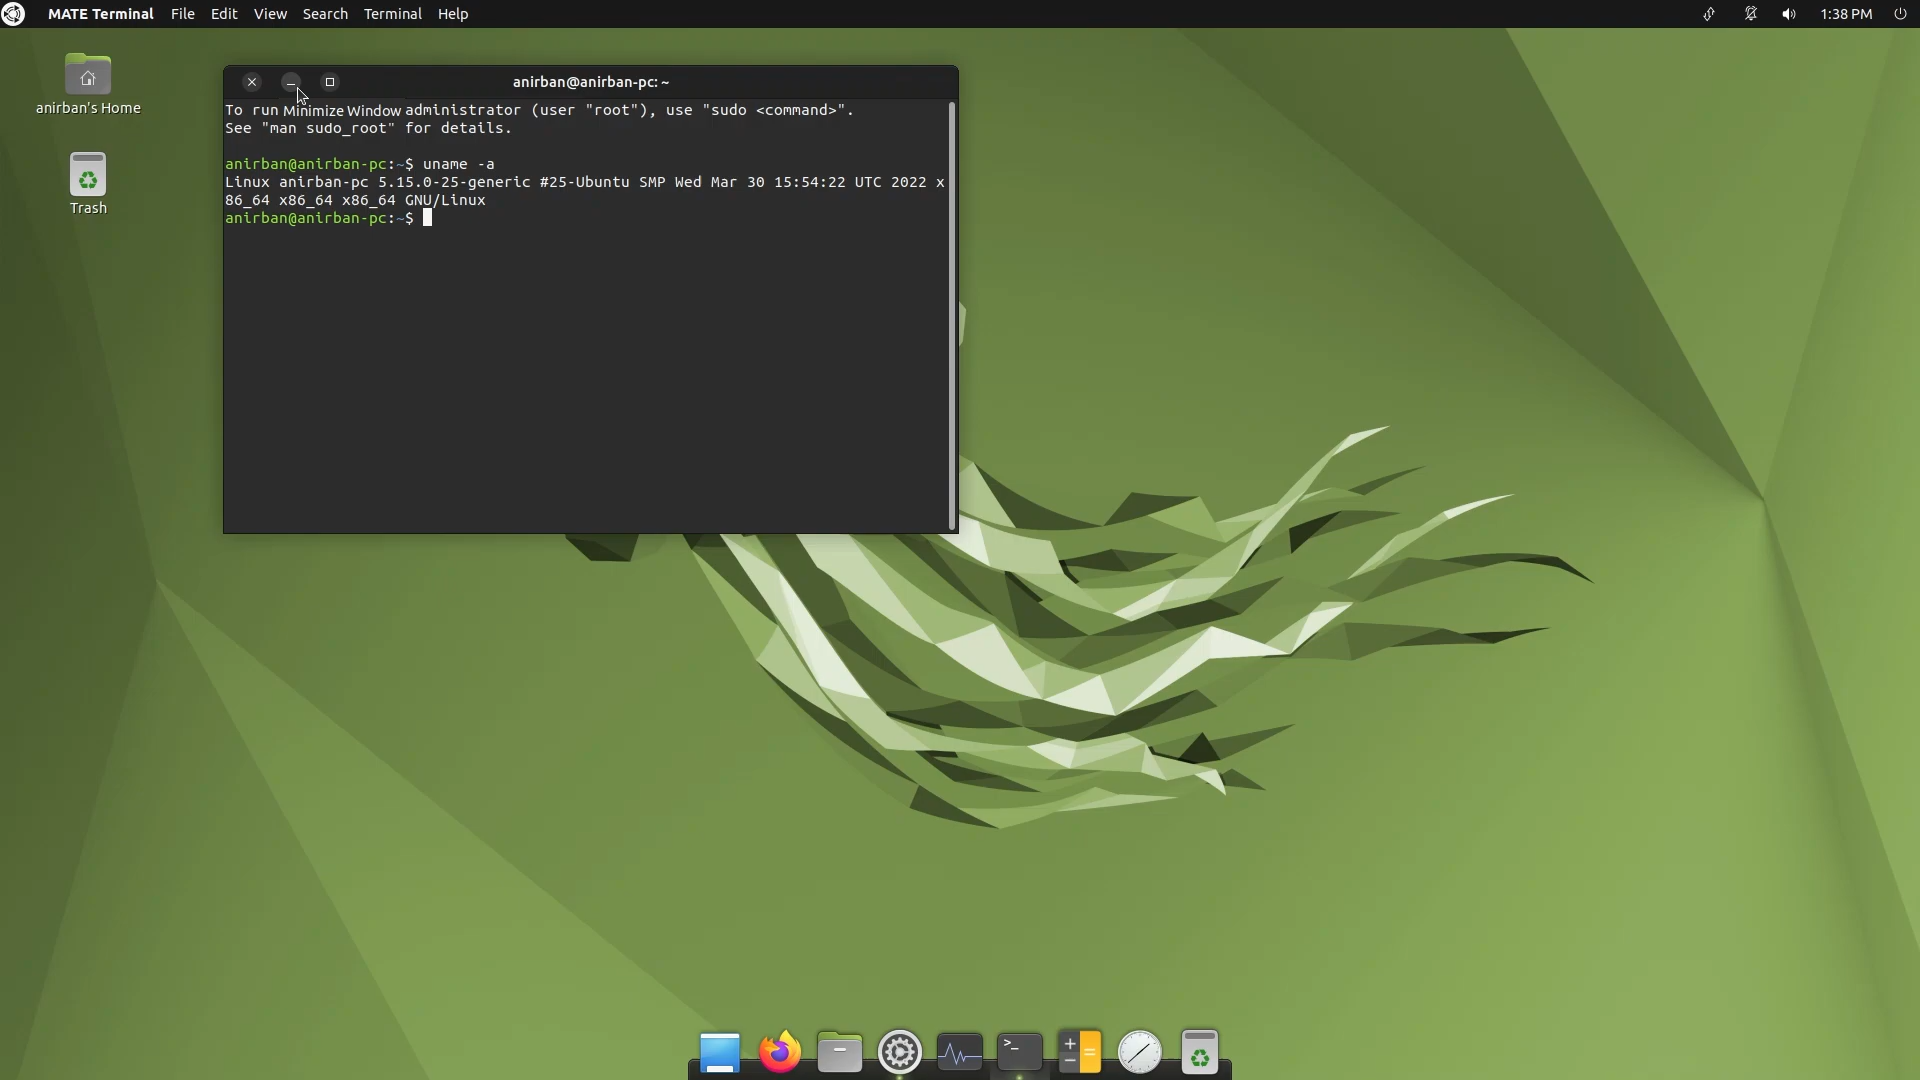 MATE Terminal File Edit View Search Terminal Help 1:38 PM
anirban's Home
Trash
anirban@anirban-pc: ~
To run Minimize Window administrator (user "root"), use "sudo <command>".
See "man sudo_root" for details.
anirban@anirban-pc:~$ uname -a
Linux anirban-pc 5.15.0-25-generic #25-Ubuntu SMP Wed Mar 30 15:54:22 UTC 2022 x
86_64 x86_64 x86_64 GNU/Linux
anirban@anirban-pc:~$
>_